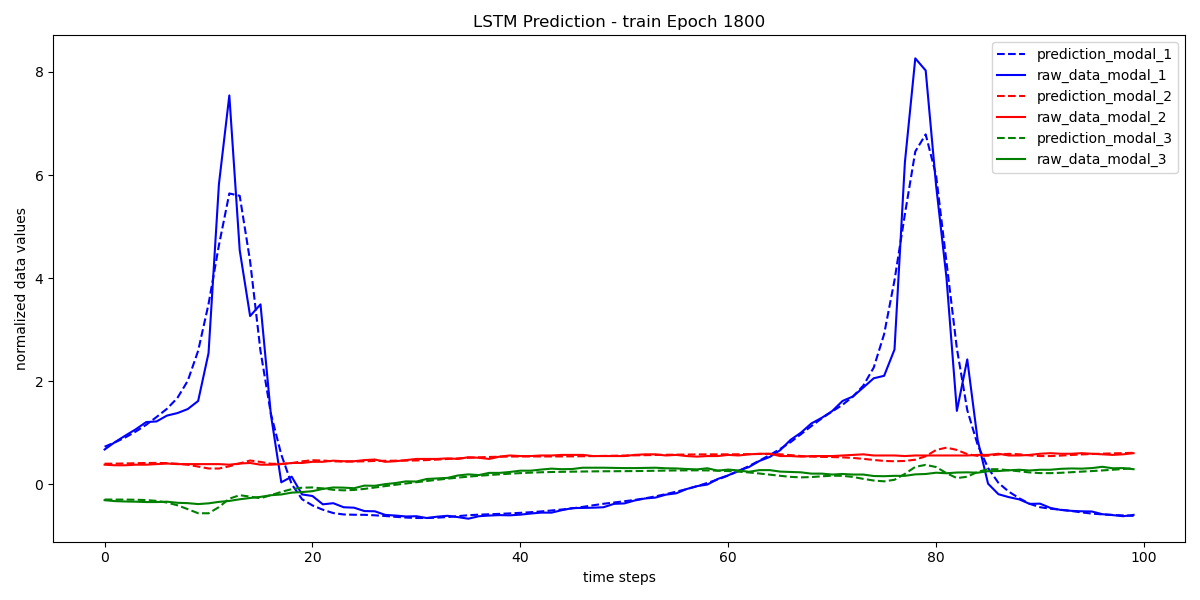 LSTM Prediction - train Epoch 1800
prediction_modal_1
raw_data_modal_1
prediction_modal_2
raw_data_modal_2
prediction_modal_3
raw_data_modal_3
normalized data values
8
6
4
2
0
0 20 40 60 80 100
time steps